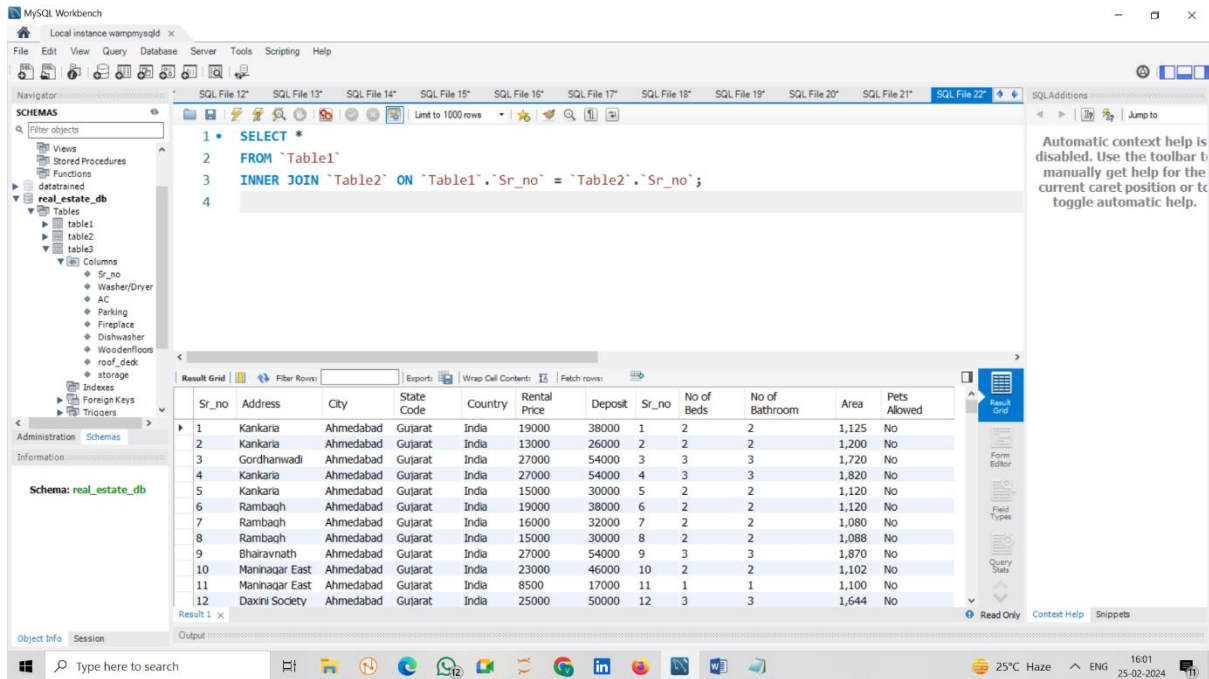 MySQL Workbench
Local instance wampmysqld ×
File Edit View Query Database Server Tools Scripting Help
Navigator
SCHEMAS
Filter objects
Views
Stored Procedures
Functions
datatrained
real_estate_db
Tables
table1
table2
table3
Columns
Sr_no
Washer/Dryer
AC
Parking
Fireplace
Dishwasher
Woodenfloors
roof_deck
storage
Indexes
Foreign Keys
Triggers
Administration Schemas
Information
Schema: real_estate_db
Object Info Session
SQL File 12* SQL File 13* SQL File 14* SQL File 15* SQL File 16* SQL File 17* SQL File 18* SQL File 19* SQL File 20* SQL File 21* SQL File 22*
Limit to 1000 rows
1 SELECT *
2 FROM `Table1`
3 INNER JOIN `Table2` ON `Table1`.`Sr_no` = `Table2`.`Sr_no`;
4
Result Grid Filter Rows: Export: Wrap Cell Content: Fetch rows:
Sr_no Address City State Code Country Rental Price Deposit Sr_no No of Beds No of Bathroom Area Pets Allowed
1 Kankaria Ahmedabad Gujarat India 19000 38000 1 2 2 1,125 No
2 Kankaria Ahmedabad Gujarat India 13000 26000 2 2 2 1,200 No
3 Gordhanwadi Ahmedabad Gujarat India 27000 54000 3 3 3 1,720 No
4 Kankaria Ahmedabad Gujarat India 27000 54000 4 3 3 1,820 No
5 Kankaria Ahmedabad Gujarat India 15000 30000 5 2 2 1,120 No
6 Rambagh Ahmedabad Gujarat India 19000 38000 6 2 2 1,120 No
7 Rambagh Ahmedabad Gujarat India 16000 32000 7 2 2 1,080 No
8 Rambagh Ahmedabad Gujarat India 15000 30000 8 2 2 1,088 No
9 Bhairavnath Ahmedabad Gujarat India 27000 54000 9 3 3 1,870 No
10 Maninagar East Ahmedabad Gujarat India 23000 46000 10 2 2 1,102 No
11 Maninagar East Ahmedabad Gujarat India 8500 17000 11 1 1 1,100 No
12 Daxini Society Ahmedabad Gujarat India 25000 50000 12 3 3 1,644 No
Result 1 ×
Output
Result Grid
Form Editor
Field Types
Query Stats
Read Only
SQLAdditions
Jump to
Automatic context help is
disabled. Use the toolbar t
manually get help for the
current caret position or to
toggle automatic help.
Context Help Snippets
Type here to search
12
25°C Haze
ENG
16:01
25-02-2024
11